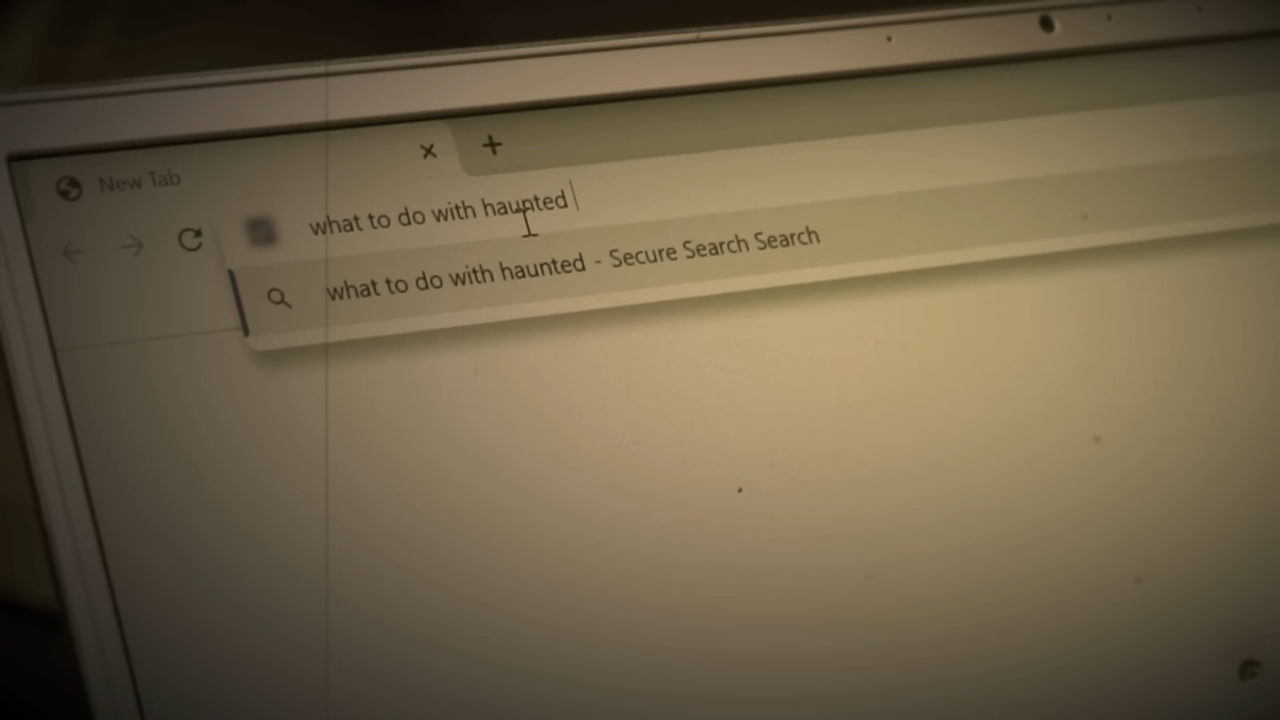 New Tab
what to do with haunted
what to do with haunted - Secure Search Search